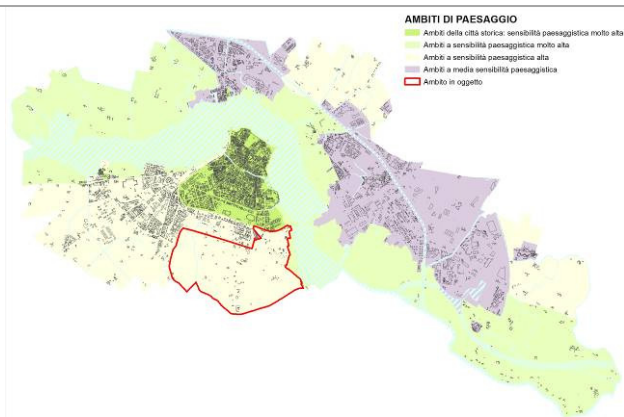 AMBITI DI PAESAGGIO
Ambiti della città storica: sensibilità paesaggistica molto alta
Ambiti a sensibilità paesaggistica molto alta
Ambiti a sensibilità paesaggistica alta
Ambiti a media sensibilità paesaggistica
Ambito in oggetto